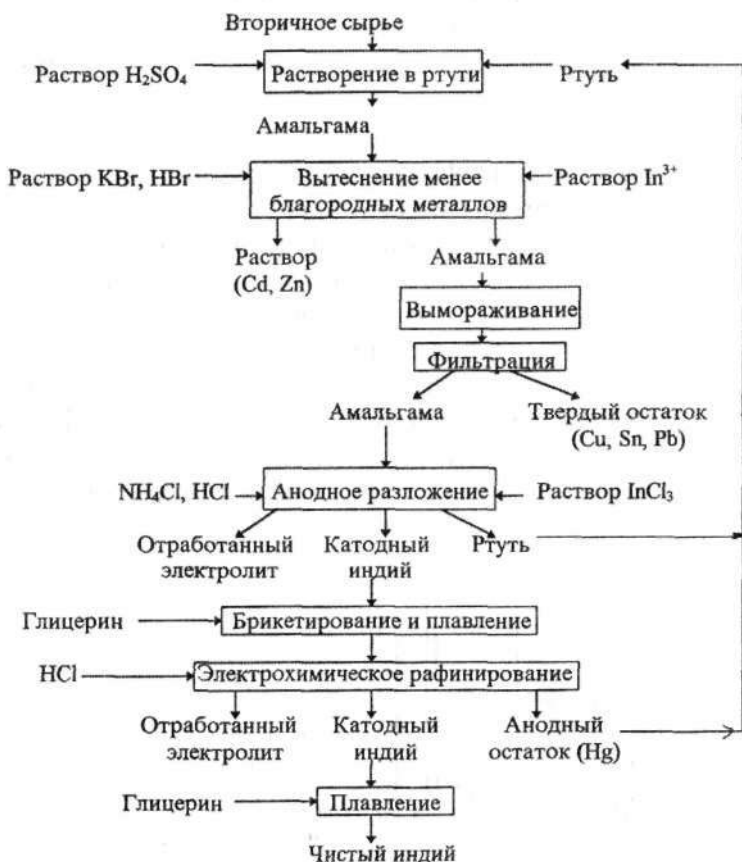 Вторичное сырье
Раствор H₂SO₄
Растворение в ртути
Ртуть
Амальгама
Раствор KBr, HBr
Вытеснение менее
благородных металлов
Раствор In³⁺
Раствор
(Cd, Zn)
Амальгама
Вымораживание
Фильтрация
Амальгама
Твердый остаток
(Cu, Sn, Pb)
NH₄Cl, HCl
Анодное разложение
Раствор InCl₃
Отработанный
электролит
Катодный
индий
Ртуть
Глицерин
Брикетирование и плавление
HCl
Электрохимическое рафинирование
Отработанный
электролит
Катодный
индий
Анодный
остаток (Hg)
Глицерин
Плавление
Чистый индий